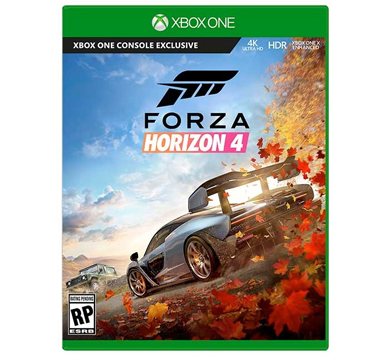 XBOX ONE
XBOX ONE CONSOLE EXCLUSIVE
4K
ULTRA HD
HDR
XBOX ONE X
ENHANCED
FORZA
HORIZON 4
RATING PENDING
RP
ESRB